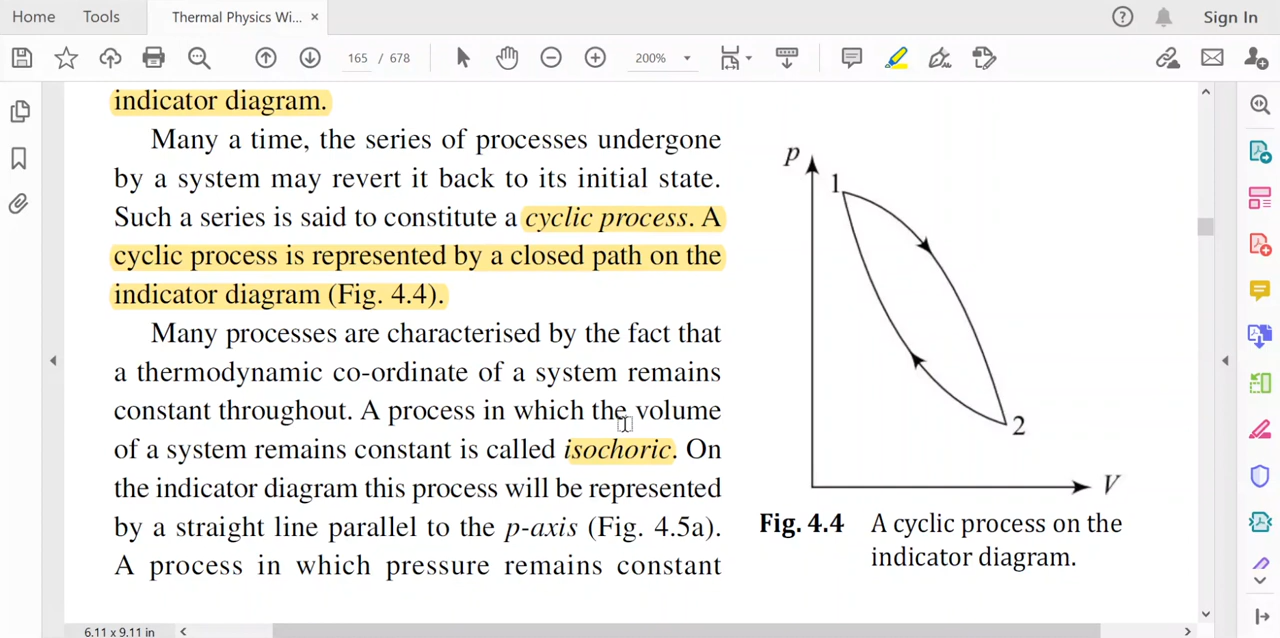 Home Tools Thermal Physics Wi... × Sign In
165 / 678 200%
indicator diagram.
Many a time, the series of processes undergone
by a system may revert it back to its initial state.
Such a series is said to constitute a cyclic process. A
cyclic process is represented by a closed path on the
indicator diagram (Fig. 4.4).
Many processes are characterised by the fact that
a thermodynamic co-ordinate of a system remains
constant throughout. A process in which the volume
of a system remains constant is called isochoric. On
the indicator diagram this process will be represented
by a straight line parallel to the p-axis (Fig. 4.5a).
A process in which pressure remains constant
p
1
2
V
Fig. 4.4 A cyclic process on the
indicator diagram.
6.11 x 9.11 in